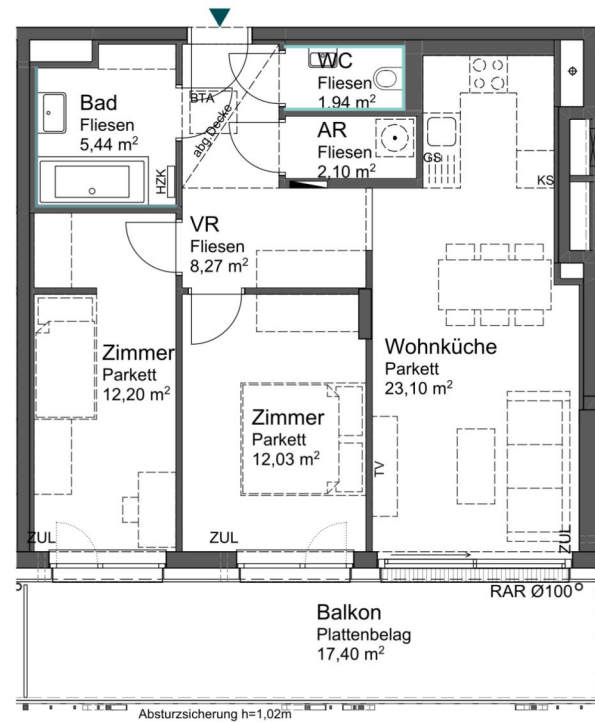 WC
Fliesen
1.94 m²
Bad
Fliesen
5,44 m²
BTA
abg.Decke
AR
Fliesen
2,10 m²
GS
KS
HZK
VR
Fliesen
8,27 m²
Zimmer
Parkett
12,20 m²
Zimmer
Parkett
12,03 m²
Wohnküche
Parkett
23,10 m²
TV
ZUL
ZUL
ZUL
RAR Ø100
Balkon
Plattenbelag
17,40 m²
Absturzsicherung h=1,02m